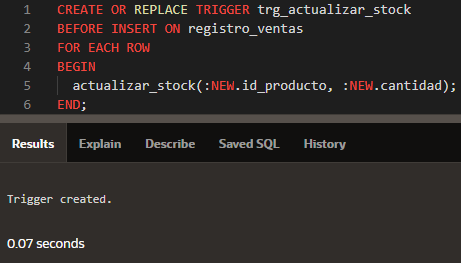 1 CREATE OR REPLACE TRIGGER trg_actualizar_stock
2 BEFORE INSERT ON registro_ventas
3 FOR EACH ROW
4 BEGIN
5 actualizar_stock(:NEW.id_producto, :NEW.cantidad);
6 END;
Results Explain Describe Saved SQL History
Trigger created.
0.07 seconds